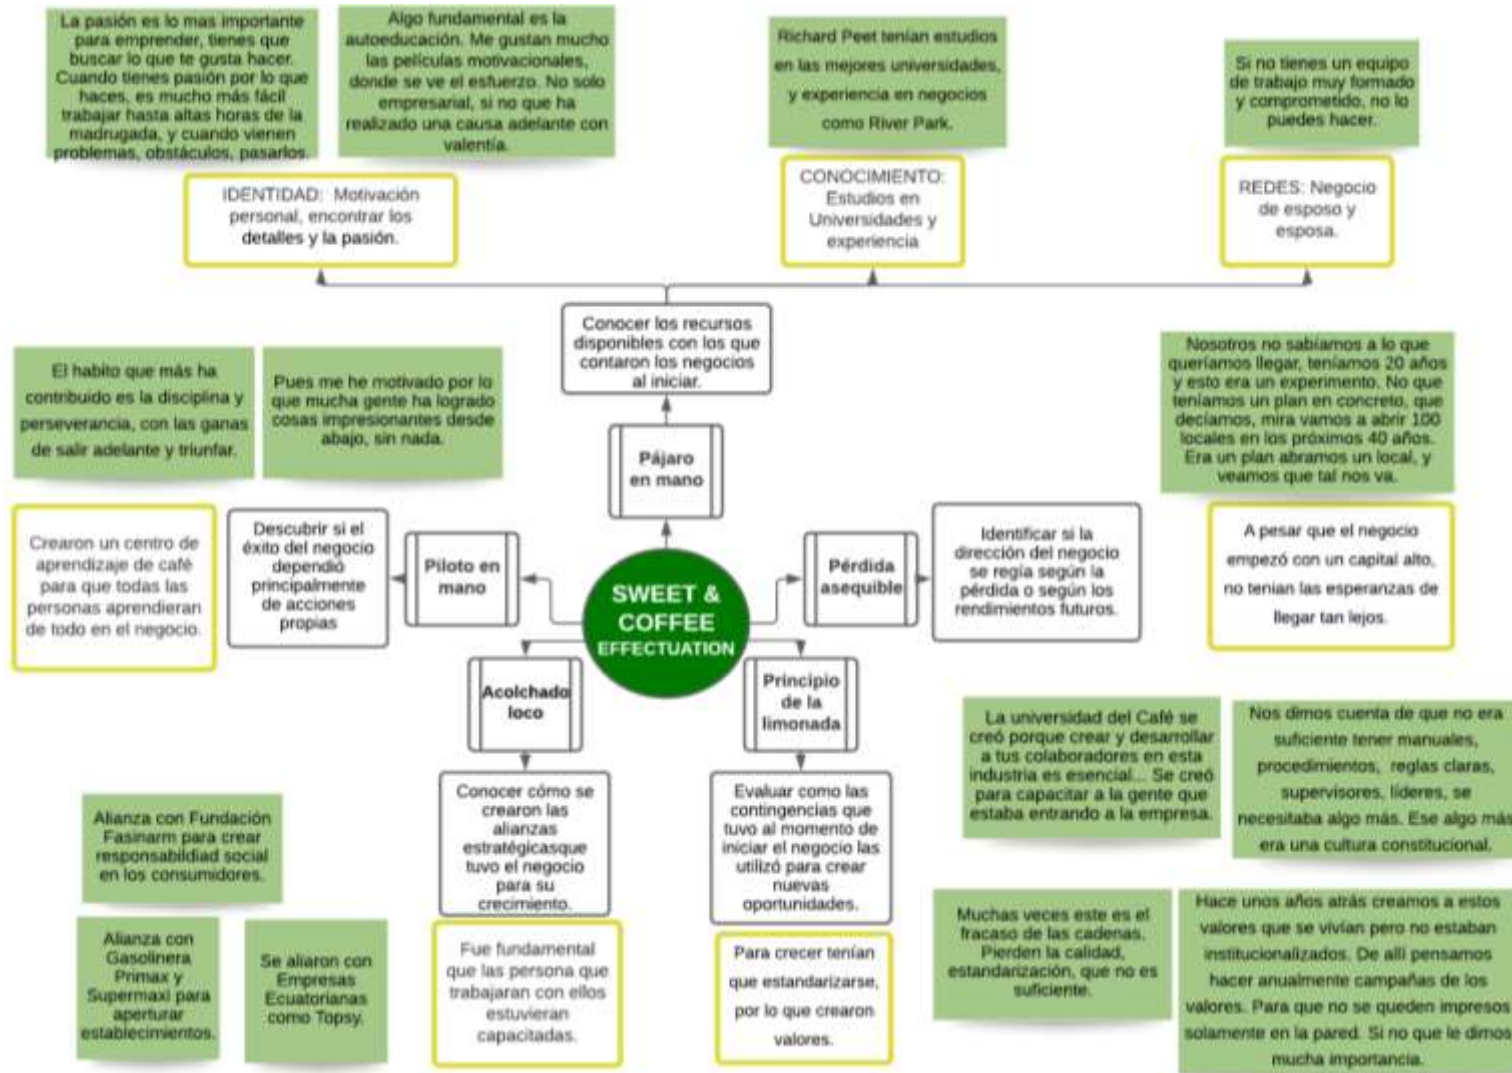 La pasión es lo mas importante
para emprender, tienes que
buscar lo que te gusta hacer.
Cuando tienes pasión por lo que
haces, es mucho más fácil
trabajar hasta altas horas de la
madrugada, y cuando vienen
problemas, obstáculos, pasarlos.
Algo fundamental es la
autoeducación. Me gustan mucho
las películas motivacionales,
donde se ve el esfuerzo. No solo
empresarial, si no que ha
realizado una causa adelante con
valentía.
Richard Peet tenían estudios
en las mejores universidades,
y experiencia en negocios
como River Park.
Si no tienes un equipo
de trabajo muy formado
y comprometido, no lo
puedes hacer.
IDENTIDAD: Motivación
personal, encontrar los
detalles y la pasión.
CONOCIMIENTO:
Estudios en
Universidades y
experiencia
REDES: Negocio
de esposo y
esposa.
Conocer los recursos
disponibles con los que
contaron los negocios
al iniciar.
Pájaro
en mano
El habito que más ha
contribuido es la disciplina y
perseverancia, con las ganas
de salir adelante y triunfar.
Pues me he motivado por lo
que mucha gente ha logrado
cosas impresionantes desde
abajo, sin nada.
Nosotros no sabíamos a lo que
queríamos llegar, teníamos 20 años
y esto era un experimento. No que
teníamos un plan en concreto, que
decíamos, mira vamos a abrir 100
locales en los próximos 40 años.
Era un plan abramos un local, y
veamos que tal nos va.
Crearon un centro de
aprendizaje de café
para que todas las
personas aprendieran
de todo en el negocio.
Descubrir si el
éxito del negocio
dependió
principalmente
de acciones
propias
Piloto en
mano
SWEET &
COFFEE
EFFECTUATION
Pérdida
asequible
Identificar si la
dirección del negocio
se regía según la
pérdida o según los
rendimientos futuros.
A pesar que el negocio
empezó con un capital alto,
no tenian las esperanzas de
llegar tan lejos.
Acolchado
loco
Principio
de la
limonada
Conocer cómo se
crearon las
alianzas
estratégicasque
tuvo el negocio
para su
crecimiento.
Evaluar como las
contingencias que
tuvo al momento de
iniciar el negocio las
utilizó para crear
nuevas
oportunidades.
La universidad del Café se
creó porque crear y desarrollar
a tus colaboradores en esta
industria es esencial... Se creó
para capacitar a la gente que
estaba entrando a la empresa.
Nos dimos cuenta de que no era
suficiente tener manuales,
procedimientos, reglas claras,
supervisores, líderes, se
necesitaba algo más. Ese algo más
era una cultura constitucional.
Alianza con Fundación
Fasinarm para crear
responsabildiad social
en los consumidores.
Alianza con
Gasolinera
Primax y
Supermaxi para
aperturar
establecimientos.
Se aliaron con
Empresas
Ecuatorianas
como Topsy.
Fue fundamental
que las persona que
trabajaran con ellos
estuvieran
capacitadas.
Para crecer tenían
que estandarizarse,
por lo que crearon
valores.
Muchas veces este es el
fracaso de las cadenas.
Pierden la calidad,
estandarización, que no es
suficiente.
Hace unos años atrás creamos a estos
valores que se vivían pero no estaban
institucionalizados. De allí pensamos
hacer anualmente campañas de los
valores. Para que no se queden impresos
solamente en la pared. Si no que le dimos
mucha importancia.